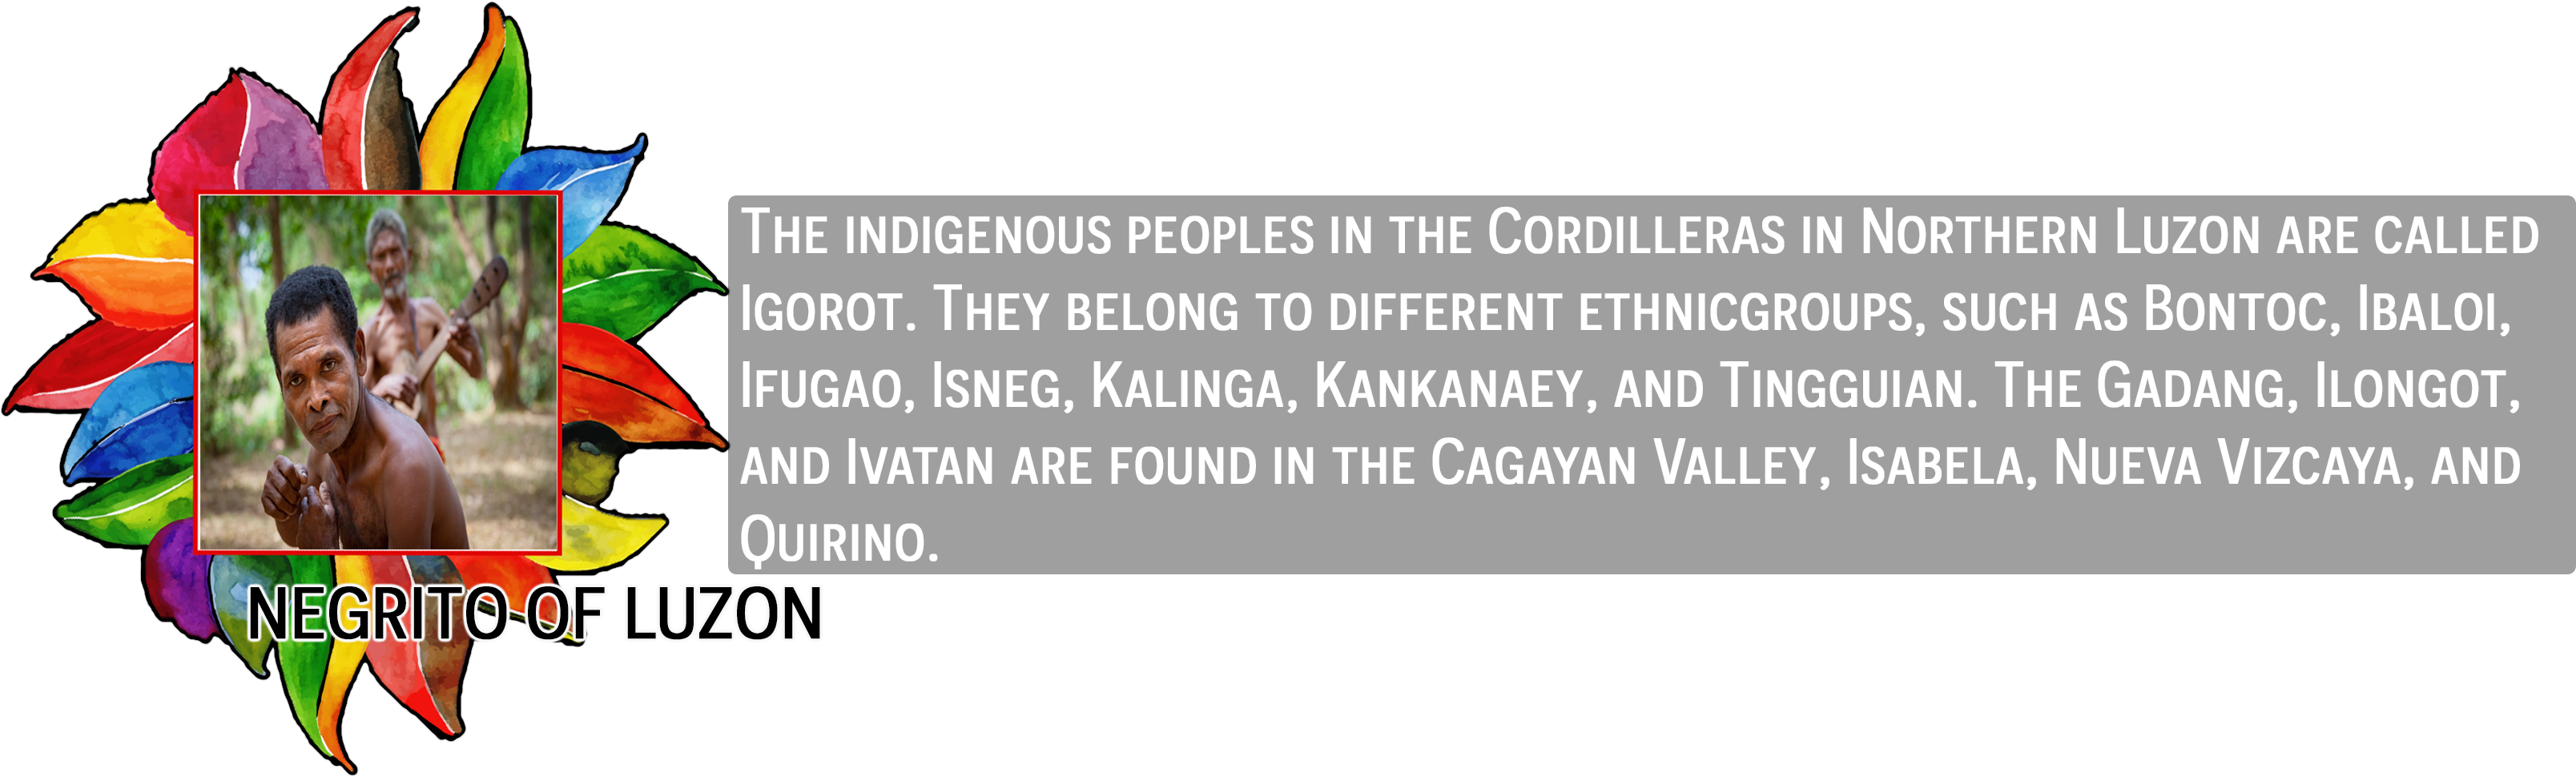 The indigenous peoples in the Cordilleras in Northern Luzon are called
Igorot. They belong to different ethnicgroups, such as Bontoc, Ibaloi,
Ifugao, Isneg, Kalinga, Kankanaey, and Tingguian. The Gadang, Ilongot,
and Ivatan are found in the Cagayan Valley, Isabela, Nueva Vizcaya, and
Quirino.
NEGRITO OF LUZON